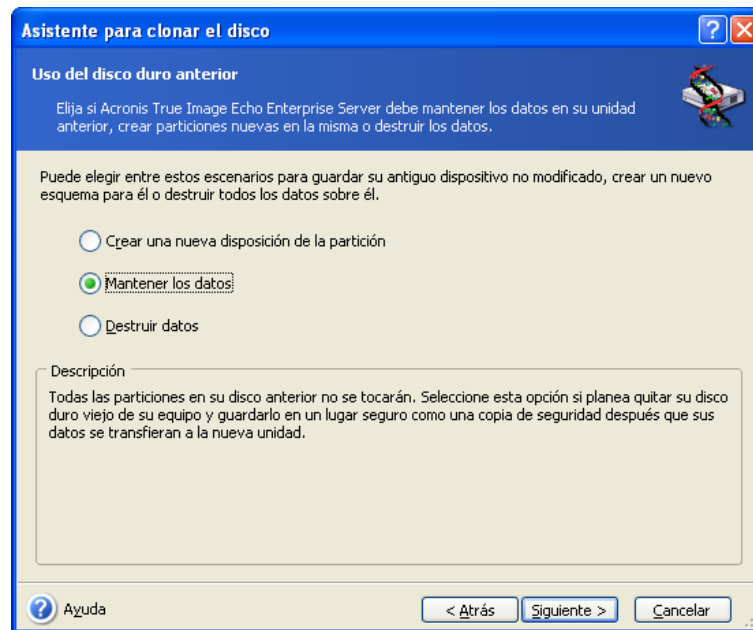 Asistente para clonar el disco
Uso del disco duro anterior
Elija si Acronis True Image Echo Enterprise Server debe mantener los datos en su unidad
anterior, crear particiones nuevas en la misma o destruir los datos.
Puede elegir entre estos escenarios para guardar su antiguo dispositivo no modificado, crear un nuevo
esquema para él o destruir todos los datos sobre él.
Crear una nueva disposición de la partición
Mantener los datos
Destruir datos
Descripción
Todas las particiones en su disco anterior no se tocarán. Seleccione esta opción si planea quitar su disco
duro viejo de su equipo y guardarlo en un lugar seguro como una copia de seguridad después que sus
datos se transfieran a la nueva unidad.
Ayuda
< Atrás
Siguiente >
Cancelar